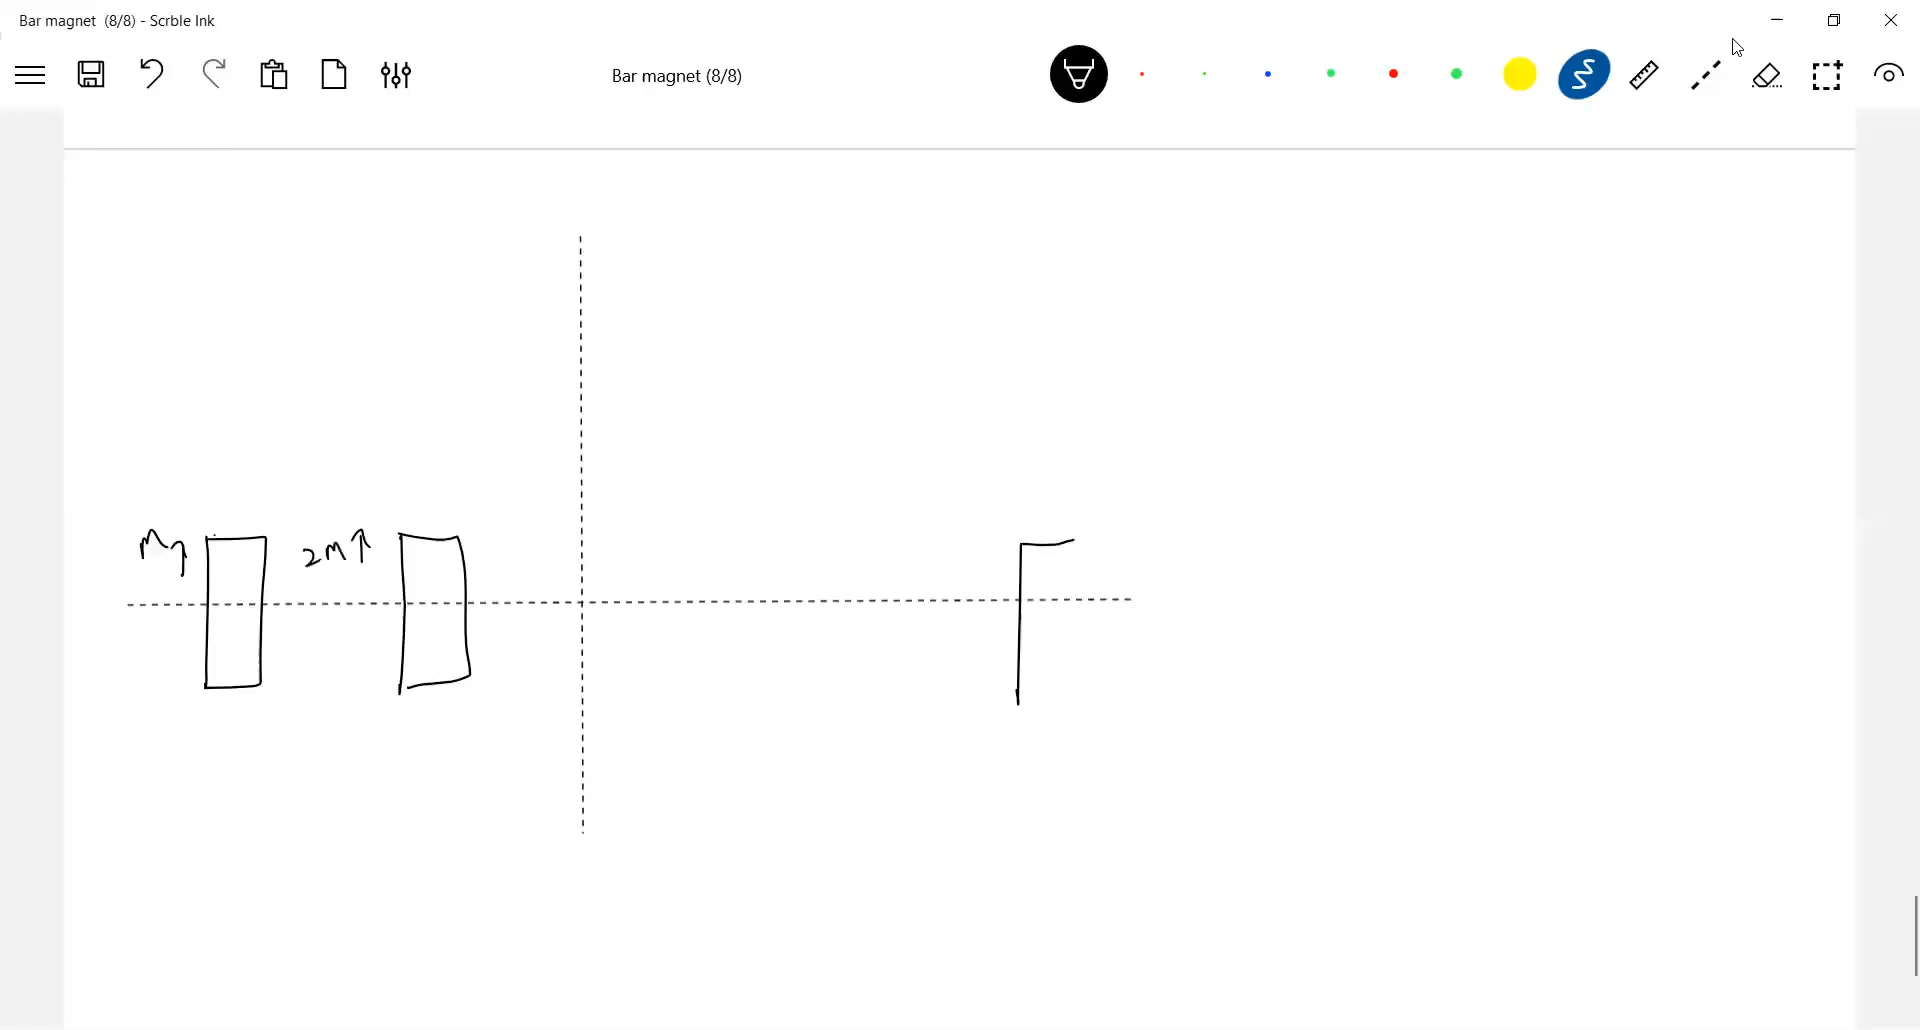 Bar magnet (8/8) - Scrble Ink
Bar magnet (8/8)
M↑ 2M↑